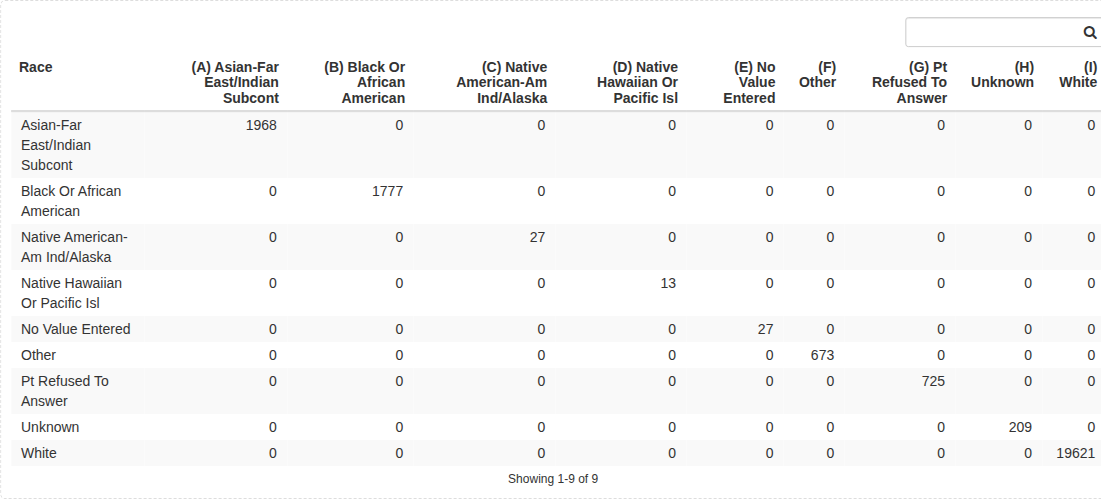 Race (A) Asian-Far (B) Black Or (C) Native (D) Native (E) No (F) (G) Pt (H) (I)
East/Indian African American-Am Hawaiian Or Value Other Refused To Unknown White
Subcont American Ind/Alaska Pacific Isl Entered Answer
Asian-Far 1968 0 0 0 0 0 0 0 0
East/Indian
Subcont
Black Or African 0 1777 0 0 0 0 0 0 0
American
Native American- 0 0 27 0 0 0 0 0 0
Am Ind/Alaska
Native Hawaiian 0 0 0 13 0 0 0 0 0
Or Pacific Isl
No Value Entered 0 0 0 0 27 0 0 0 0
Other 0 0 0 0 0 673 0 0 0
Pt Refused To 0 0 0 0 0 0 725 0 0
Answer
Unknown 0 0 0 0 0 0 0 209 0
White 0 0 0 0 0 0 0 0 19621
Showing 1-9 of 9